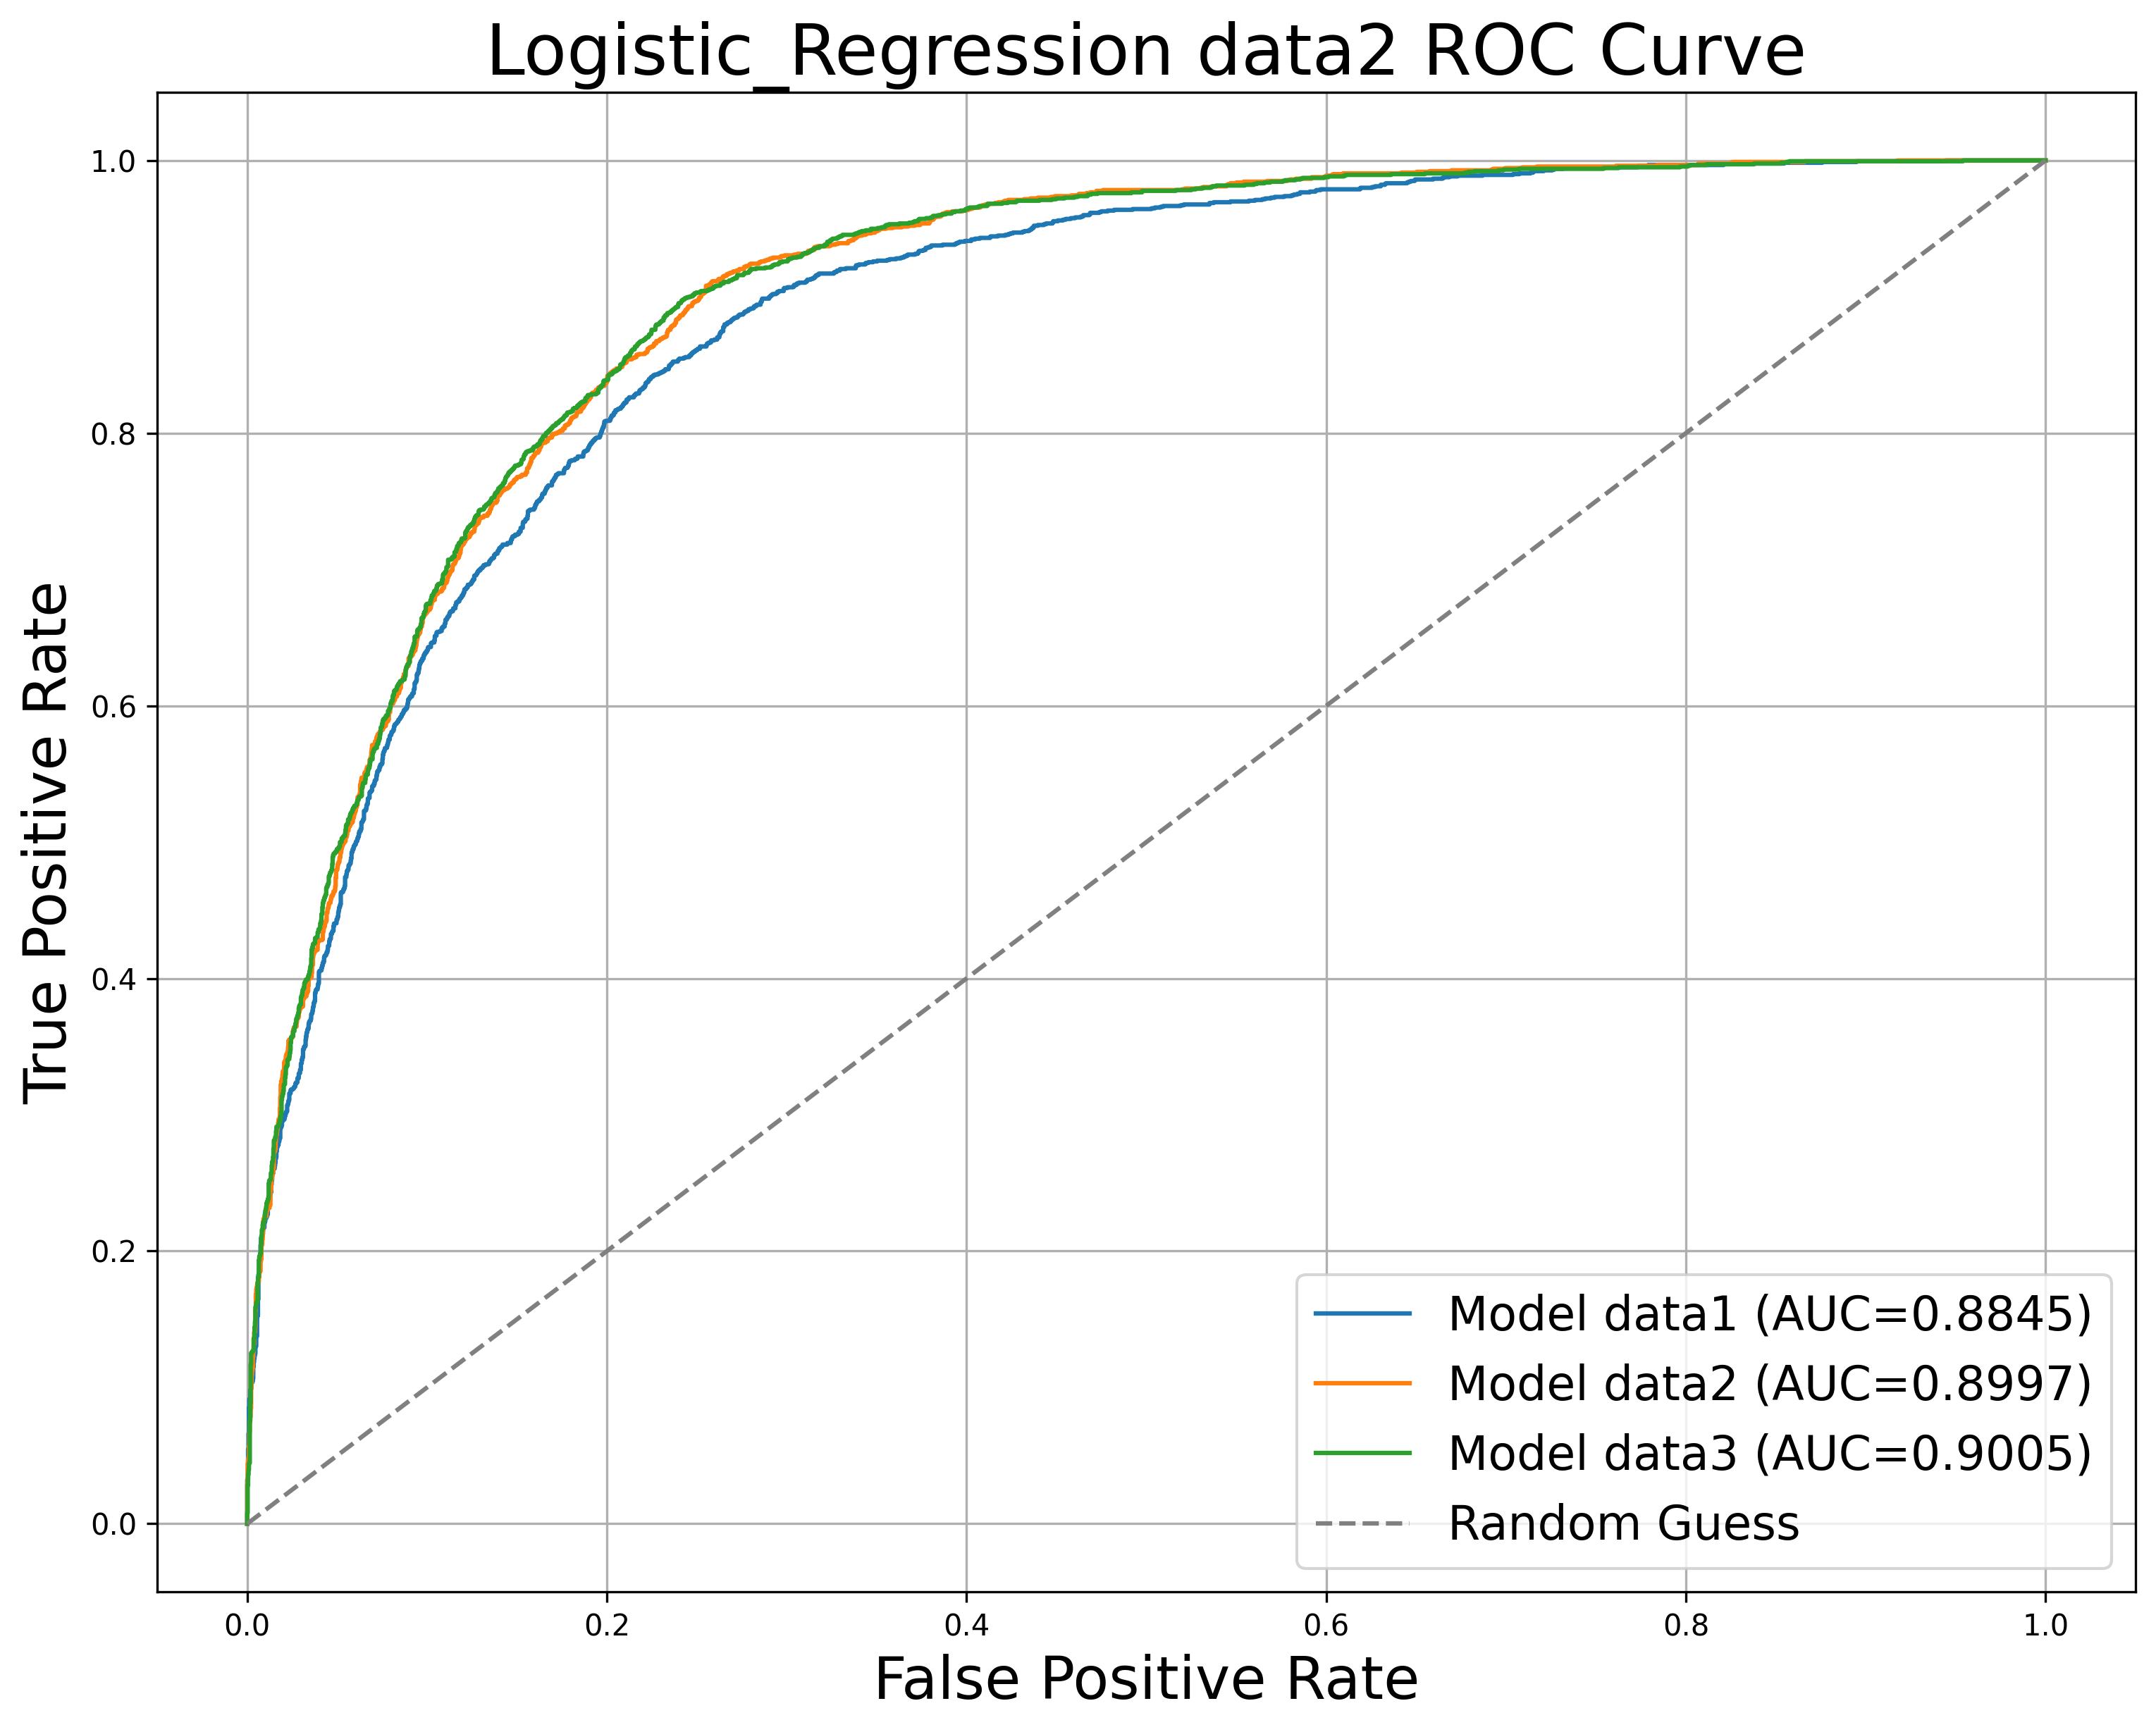 Logistic_Regression data2 ROC Curve
True Positive Rate
1.0
0.8
0.6
0.4
0.2
0.0
Model data1 (AUC=0.8845)
Model data2 (AUC=0.8997)
Model data3 (AUC=0.9005)
Random Guess
0.0 0.2 0.4 0.6 0.8 1.0
False Positive Rate